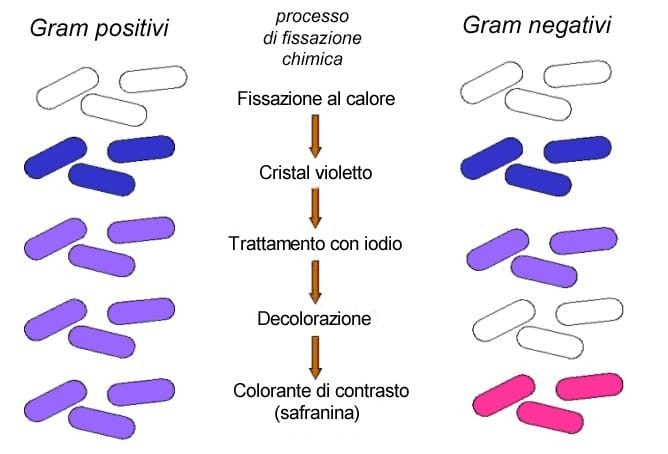 Gram positivi
processo
di fissazione
chimica
Gram negativi
Fissazione al calore
Cristal violetto
Trattamento con iodio
Decolorazione
Colorante di contrasto
(safranina)